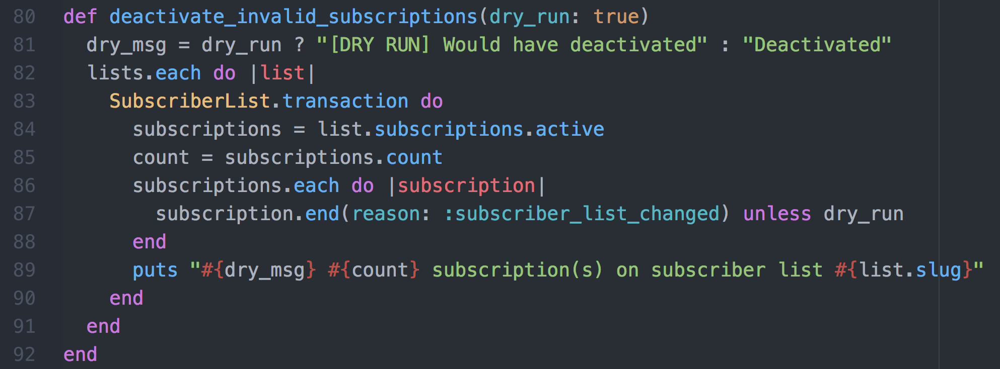 80 def deactivate_invalid_subscriptions(dry_run: true)
81   dry_msg = dry_run ? "[DRY RUN] Would have deactivated" : "Deactivated"
82   lists.each do |list|
83     SubscriberList.transaction do
84       subscriptions = list.subscriptions.active
85       count = subscriptions.count
86       subscriptions.each do |subscription|
87         subscription.end(reason: :subscriber_list_changed) unless dry_run
88       end
89       puts "#{dry_msg} #{count} subscription(s) on subscriber list #{list.slug}"
90     end
91   end
92 end